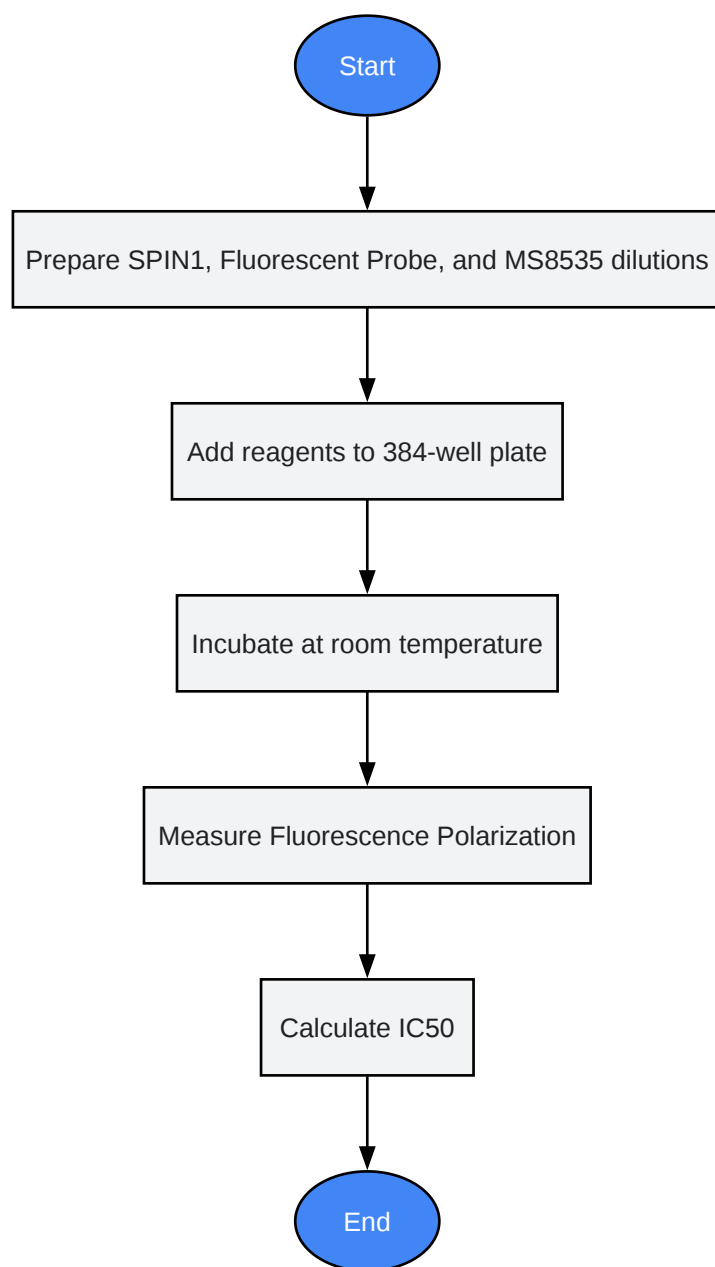 Start
Prepare SPIN1, Fluorescent Probe, and MS8535 dilutions
Add reagents to 384-well plate
Incubate at room temperature
Measure Fluorescence Polarization
Calculate IC50
End